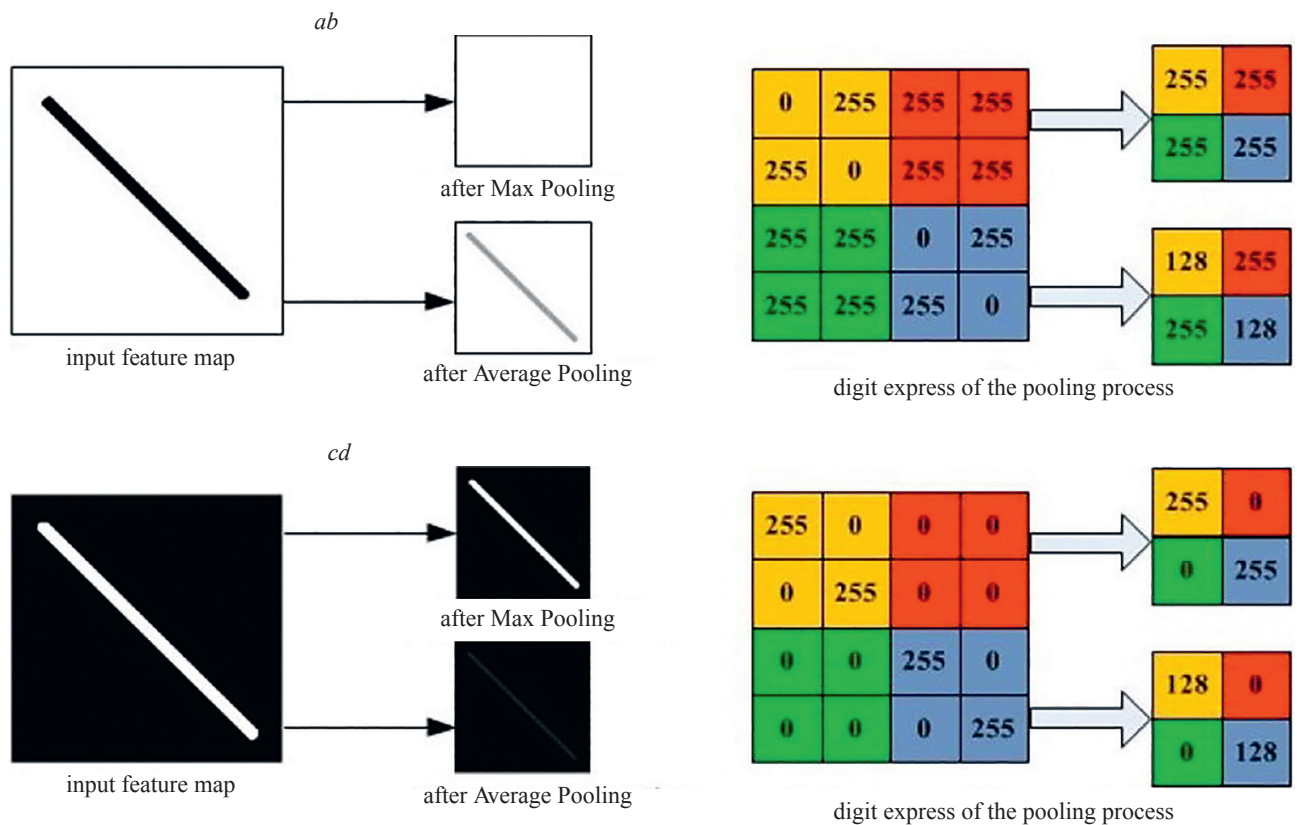 ab
after Max Pooling
input feature map
after Average Pooling
0 255 255 255
255 0 255 255
255 255 0 255
255 255 255 0
255 255
255 255
128 255
255 128
digit express of the pooling process
cd
after Max Pooling
input feature map
after Average Pooling
255 0 0 0
0 255 0 0
0 0 255 0
0 0 0 255
255 0
0 255
128 0
0 128
digit express of the pooling process